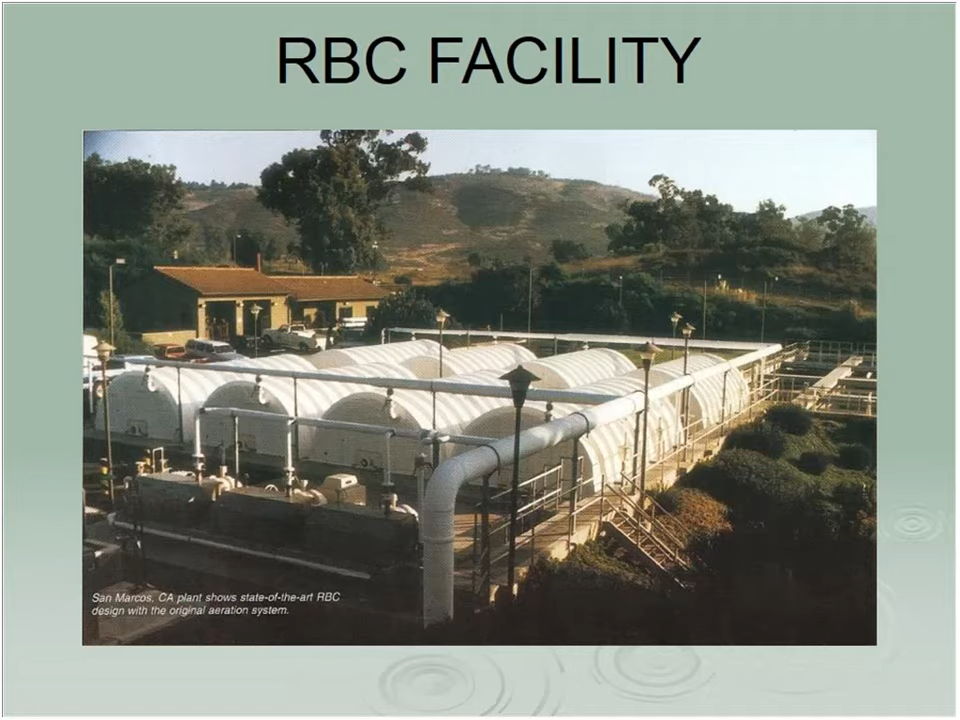 RBC FACILITY
San Marcos, CA plant shows state-of-the-art RBC
design with the original aeration system.